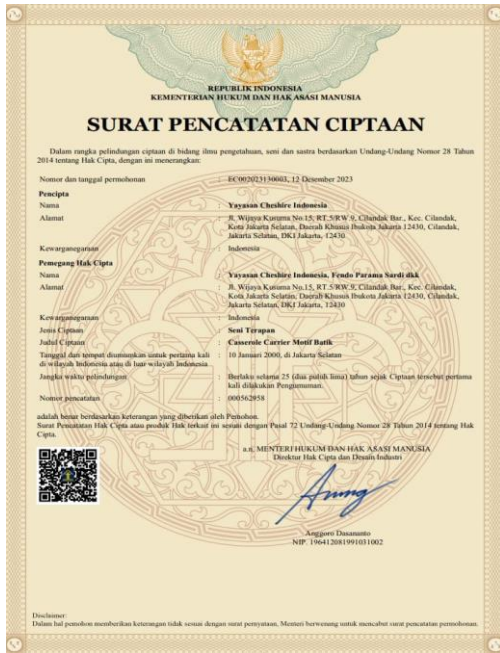 REPUBLIK INDONESIA
KEMENTERIAN HUKUM DAN HAK ASASI MANUSIA
SURAT PENCATATAN CIPTAAN
Dalam rangka pelindungan ciptaan di bidang ilmu pengetahuan, seni dan sastra berdasarkan Undang-Undang Nomor 28 Tahun
2014 tentang Hak Cipta, dengan ini menerangkan:
Nomor dan tanggal permohonan : EC002023130003, 12 Desember 2023
Pencipta
Nama : Yayasan Cheshire Indonesia
Alamat : Jl. Wijaya Kusuma No.15, RT.5/RW.9, Cilandak Bar., Kec. Cilandak,
Kota Jakarta Selatan, Daerah Khusus Ibukota Jakarta 12430, Cilandak,
Jakarta Selatan, DKI Jakarta, 12430
Kewarganegaraan : Indonesia
Pemegang Hak Cipta
Nama : Yayasan Cheshire Indonesia, Fendo Parama Sardi dkk
Alamat : Jl. Wijaya Kusuma No.15, RT.5/RW.9, Cilandak Bar., Kec. Cilandak,
Kota Jakarta Selatan, Daerah Khusus Ibukota Jakarta 12430, Cilandak,
Jakarta Selatan, DKI Jakarta, 12430
Kewarganegaraan : Indonesia
Jenis Ciptaan : Seni Terapan
Judul Ciptaan : Casserole Carrier Motif Batik
Tanggal dan tempat diumumkan untuk pertama kali : 10 Januari 2000, di Jakarta Selatan
di wilayah Indonesia atau di luar wilayah Indonesia
Jangka waktu pelindungan : Berlaku selama 25 (dua puluh lima) tahun sejak Ciptaan tersebut pertama
kali dilakukan Pengumuman.
Nomor pencatatan : 000562958
adalah benar berdasarkan keterangan yang diberikan oleh Pemohon.
Surat Pencatatan Hak Cipta atau produk Hak terkait ini sesuai dengan Pasal 72 Undang-Undang Nomor 28 Tahun 2014 tentang Hak
Cipta.
a.n. MENTERI HUKUM DAN HAK ASASI MANUSIA
Direktur Hak Cipta dan Desain Industri
Anggoro Dasananto
NIP. 196412081991031002
Disclaimer:
Dalam hal pemohon memberikan keterangan tidak sesuai dengan surat pernyataan, Menteri berwenang untuk mencabut surat pencatatan permohonan.